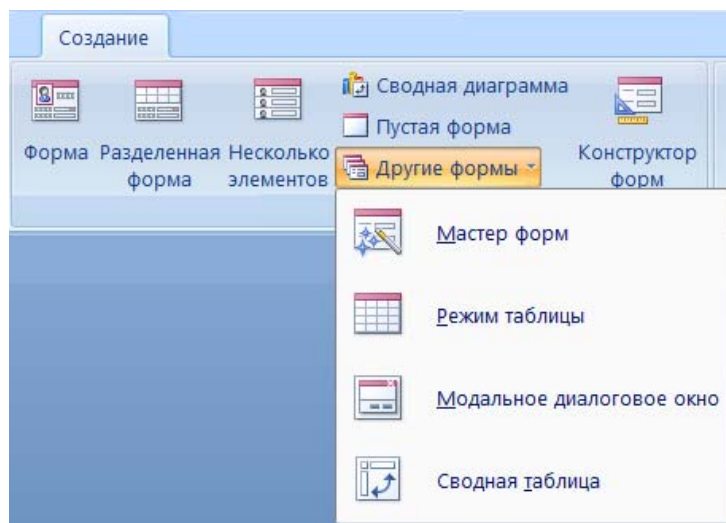 Создание
Форма
Разделенная
форма
Несколько
элементов
Сводная диаграмма
Пустая форма
Другие формы
Конструктор
форм
Мастер форм
Режим таблицы
Модальное диалоговое окно
Сводная таблица